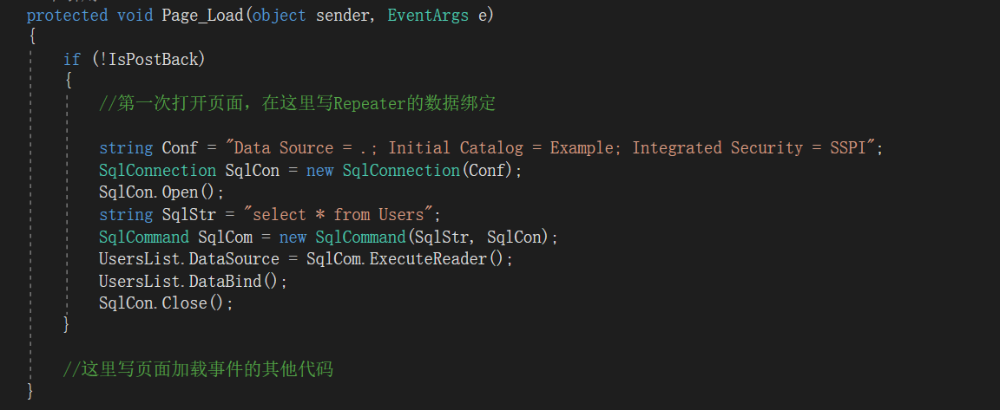 protected void Page_Load(object sender, EventArgs e)
{
if (!IsPostBack)
{
//第一次打开页面，在这里写Repeater的数据绑定
string Conf = "Data Source = .; Initial Catalog = Example; Integrated Security = SSPI";
SqlConnection SqlCon = new SqlConnection(Conf);
SqlCon.Open();
string SqlStr = "select * from Users";
SqlCommand SqlCom = new SqlCommand(SqlStr, SqlCon);
UsersList.DataSource = SqlCom.ExecuteReader();
UsersList.DataBind();
SqlCon.Close();
}
//这里写页面加载事件的其他代码
}